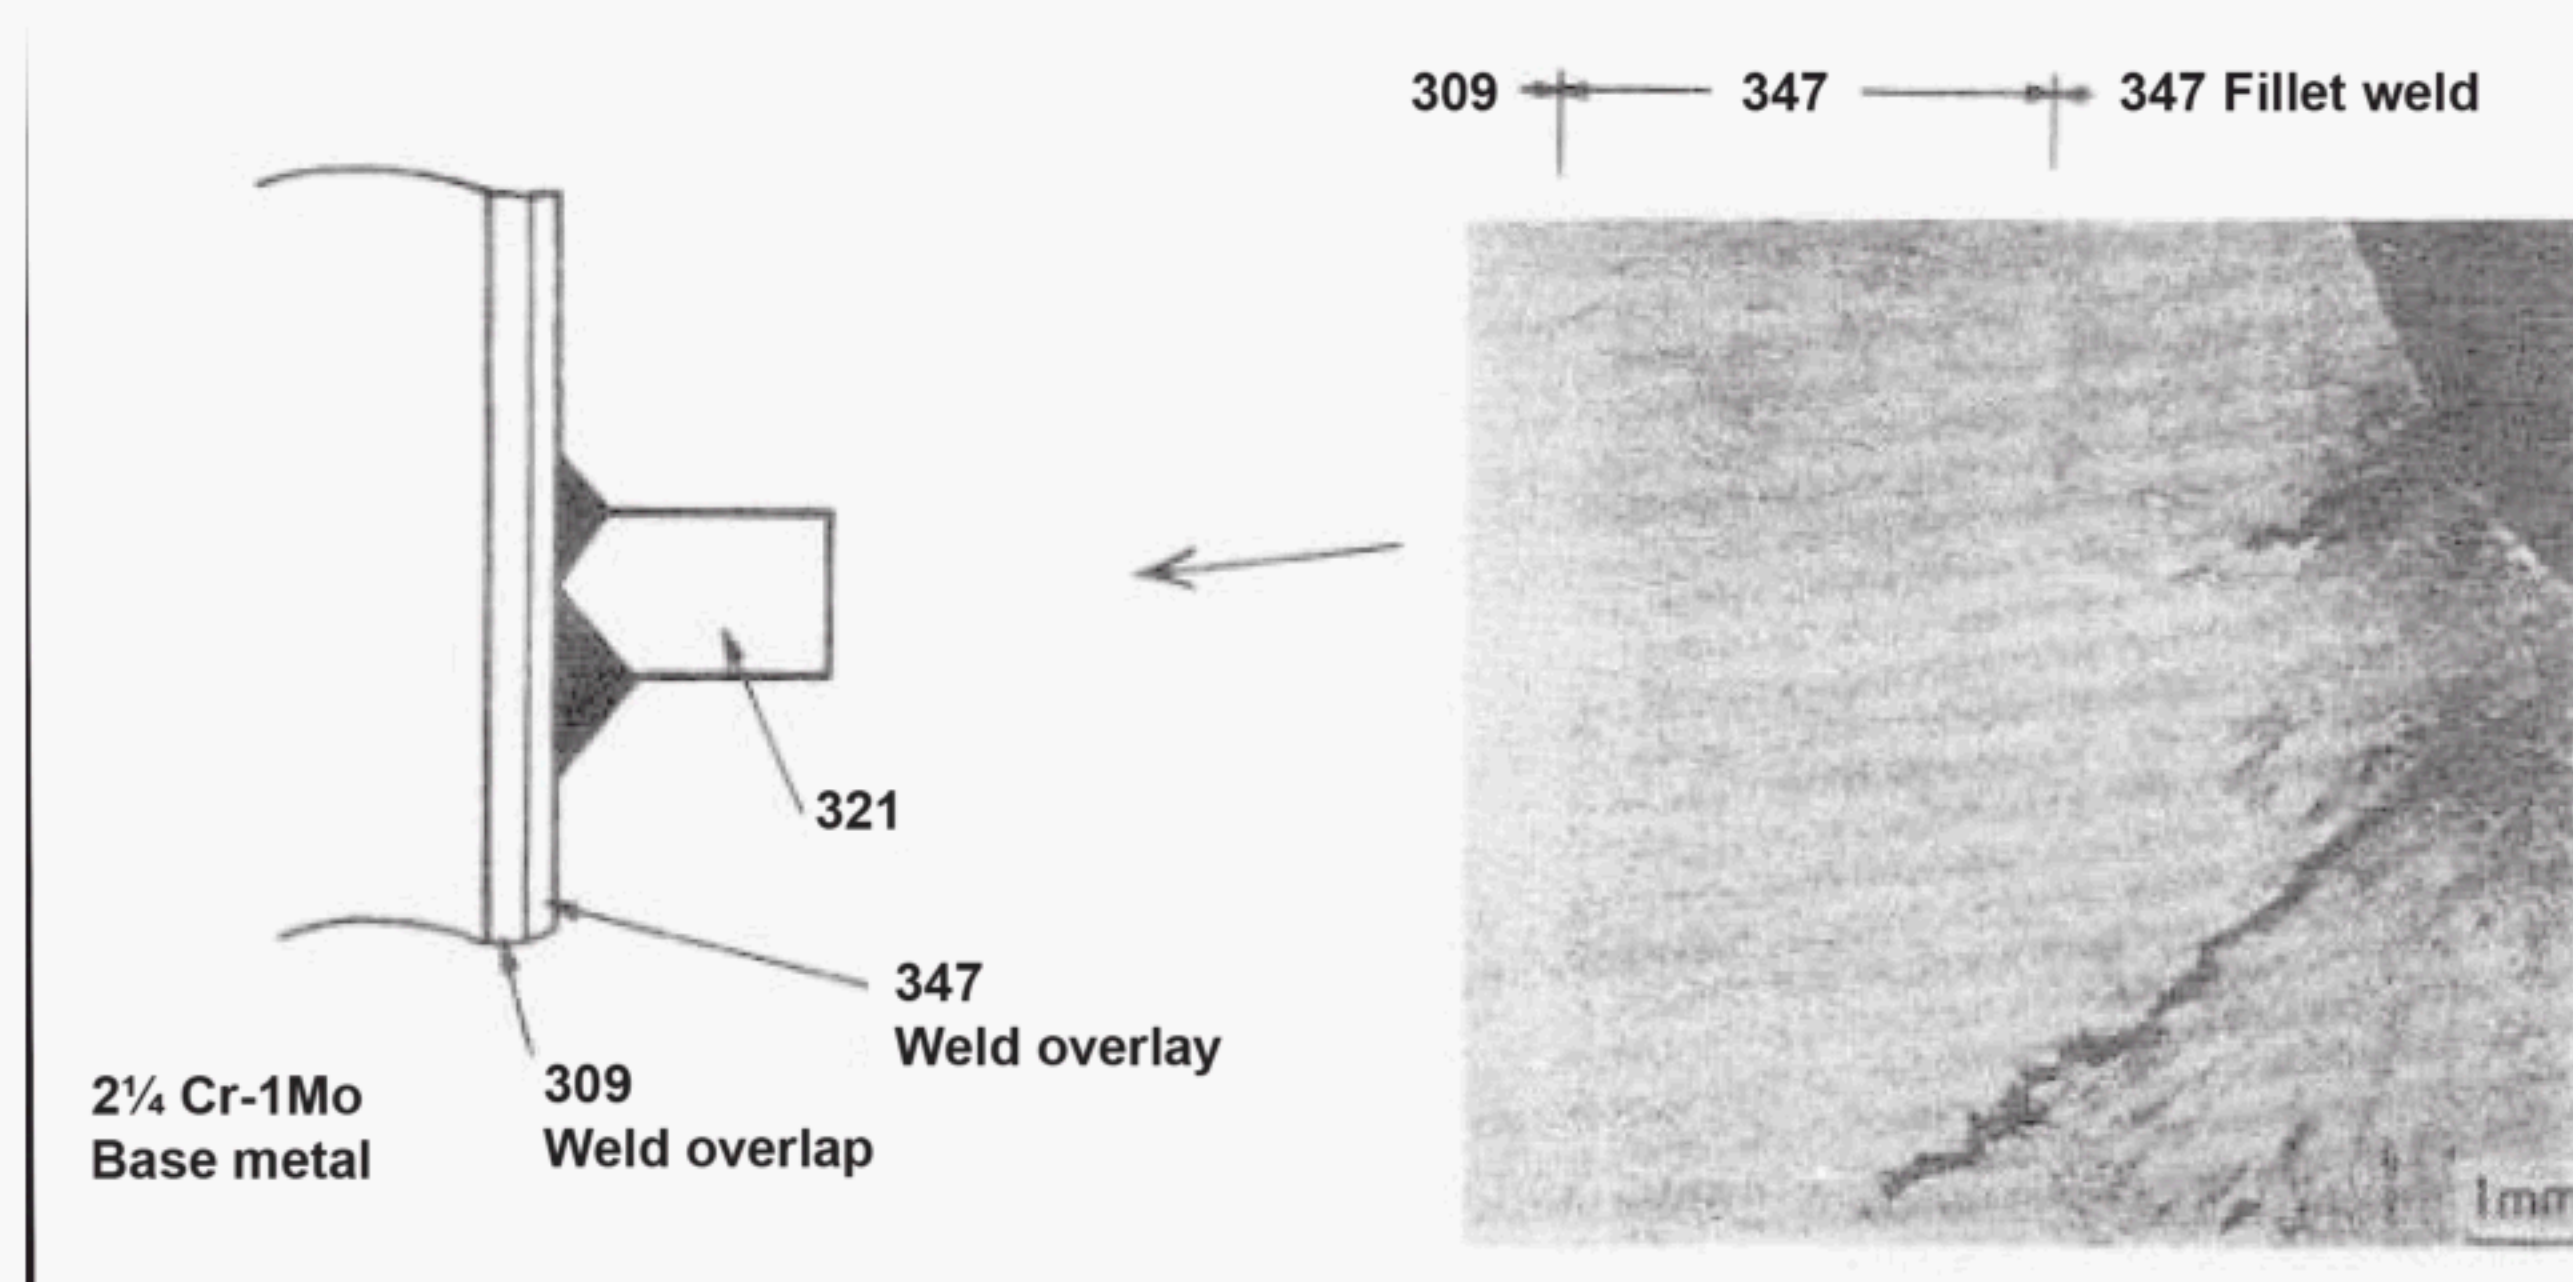 309
347
347 Fillet weld
321
347
Weld overlay
309
Weld overlap
2¼ Cr-1Mo
Base metal